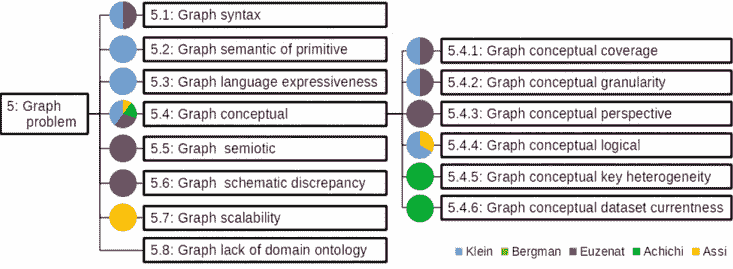 5: Graph
problem
5.1: Graph syntax
5.2: Graph semantic of primitive
5.3: Graph language expressiveness
5.4: Graph conceptual
5.5: Graph semiotic
5.6: Graph schematic discrepancy
5.7: Graph scalability
5.8: Graph lack of domain ontology
5.4.1: Graph conceptual coverage
5.4.2: Graph conceptual granularity
5.4.3: Graph conceptual perspective
5.4.4: Graph conceptual logical
5.4.5: Graph conceptual key heterogeneity
5.4.6: Graph conceptual dataset currentness
Klein Bergman Euzenat Achichi Assi